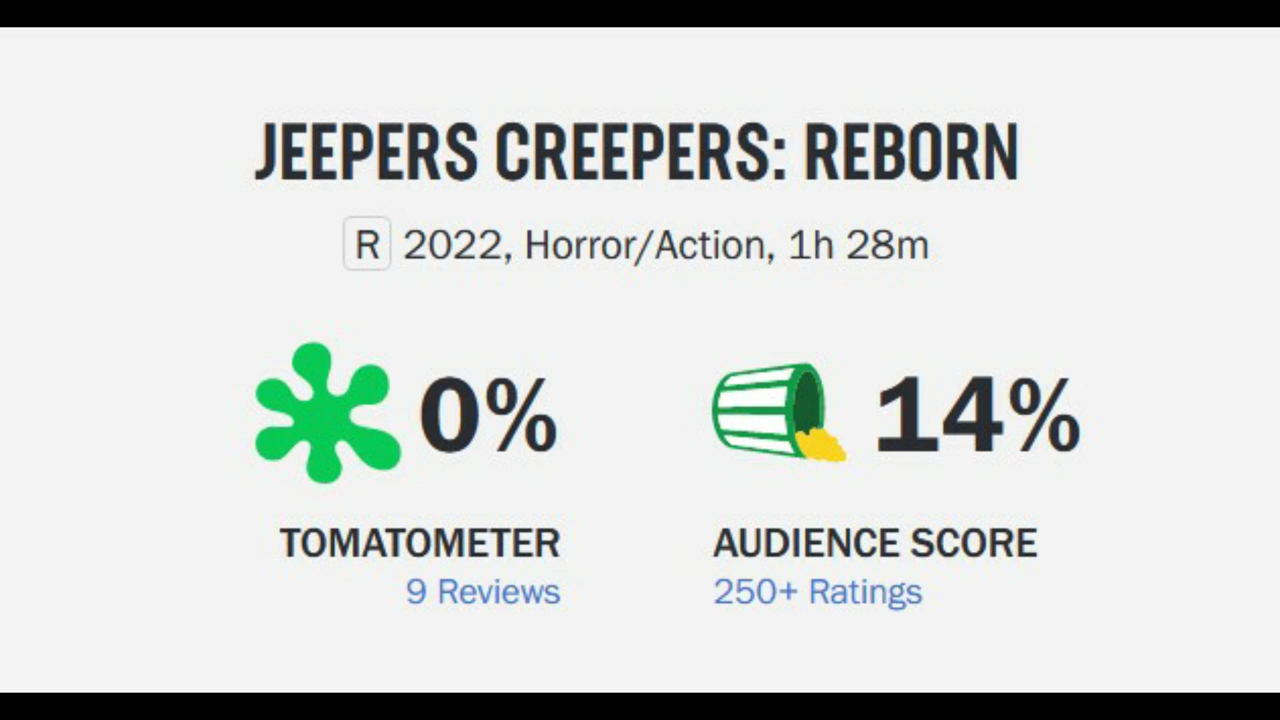 JEEPERS CREEPERS: REBORN
R 2022, Horror/Action, 1h 28m
0% 14%
TOMATOMETER AUDIENCE SCORE
9 Reviews 250+ Ratings